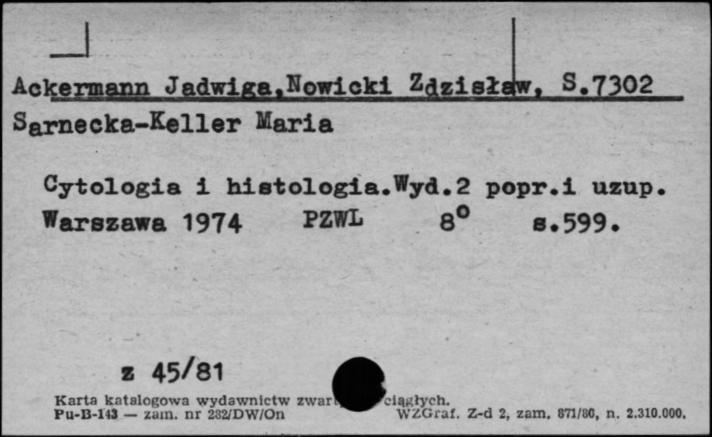 Ackermann Jadwiga,Nowicki Zdzisław, S.7302
Sarnecka-Keller Maria
Cytologia i histologia.Wyd.2 popr.i uzup.
Warszawa 1974 PZWL 8° s.599.
z 45/81
Karta katalogowa wydawnictw ciągłych.
Pu-B-143 — zam. nr 282/DW/On WZGraf. Z-d 2, zam. 871/80, n. 2.310.000.